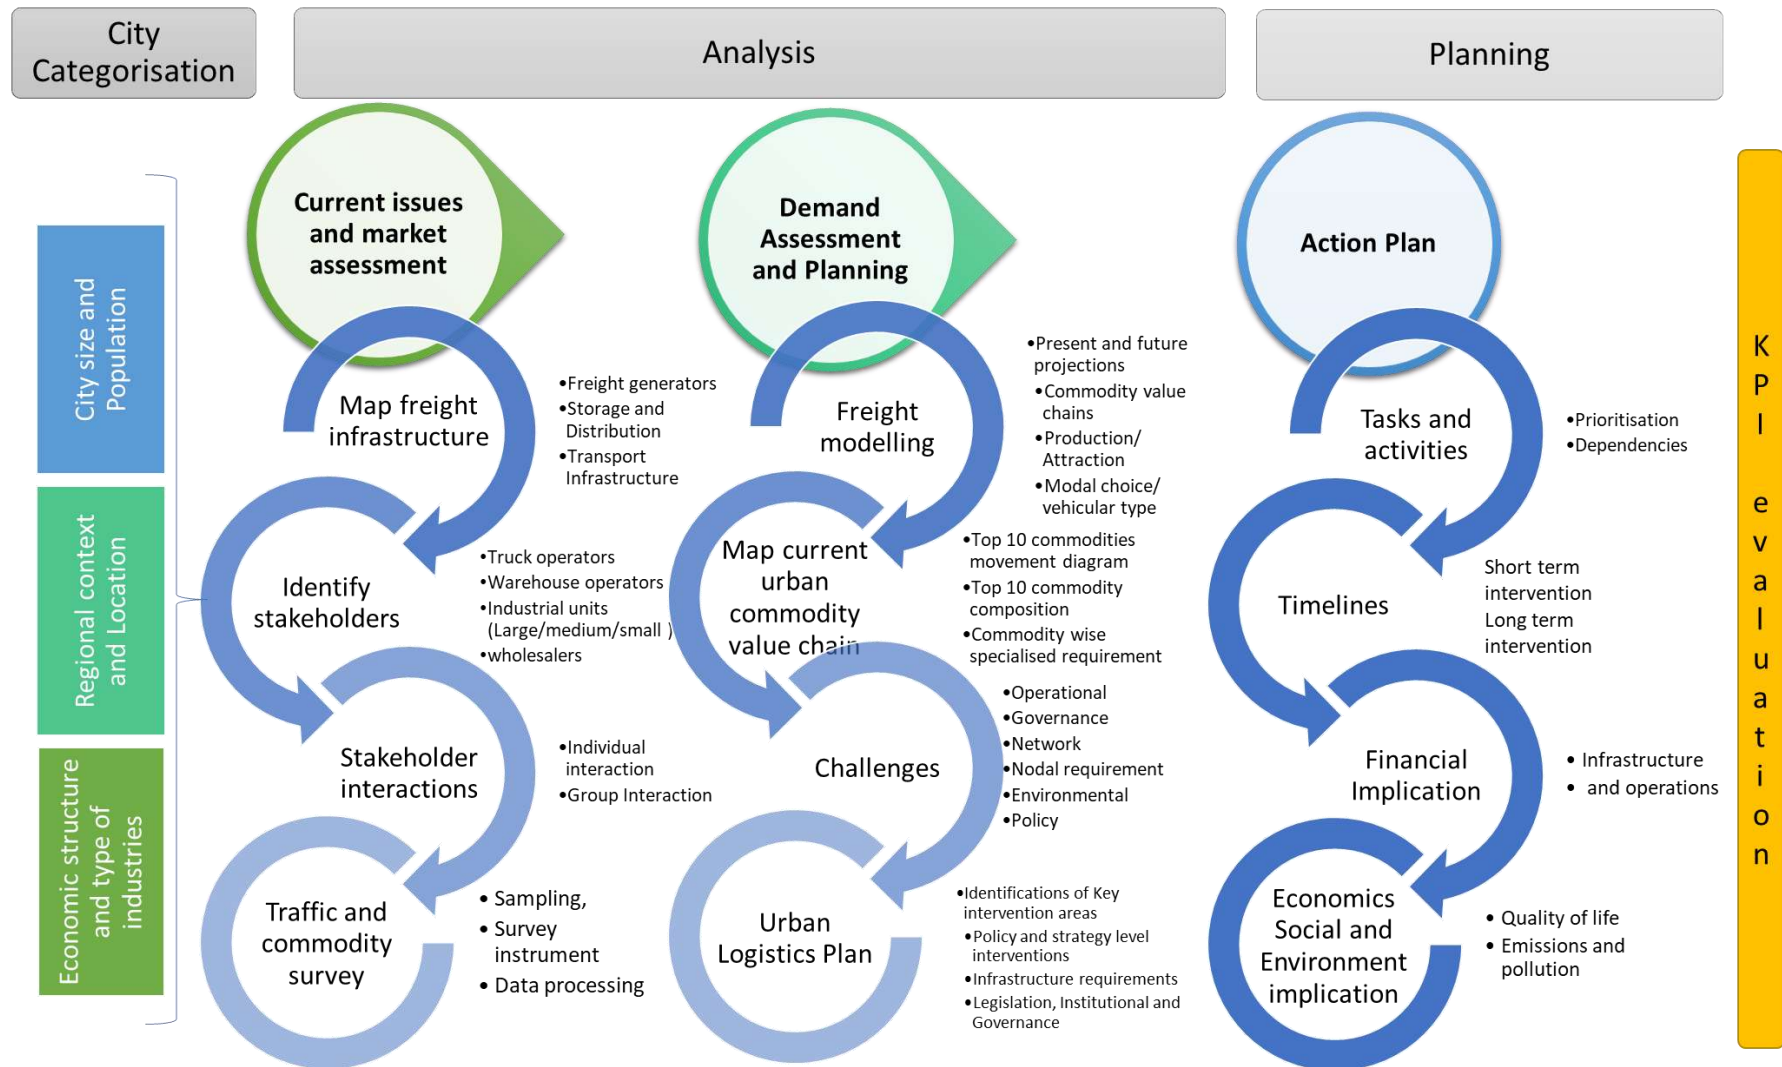 City
Categorisation
Analysis
Planning
City size and
Population
Regional context
and Location
Economic structure
and type of
industries
Current issues
and market
assessment
Map freight
infrastructure
•Freight generators
•Storage and
Distribution
•Transport
Infrastructure
Identify
stakeholders
•Truck operators
•Warehouse operators
•Industrial units
(Large/medium/small )
•wholesalers
Stakeholder
interactions
•Individual
interaction
•Group Interaction
Traffic and
commodity
survey
• Sampling,
• Survey
instrument
• Data processing
Demand
Assessment
and Planning
Freight
modelling
•Present and future
projections
•Commodity value
chains
•Production/
Attraction
•Modal choice/
vehicular type
Map current
urban
commodity
value chain
•Top 10 commodities
movement diagram
•Top 10 commodity
composition
•Commodity wise
specialised requirement
Challenges
•Operational
•Governance
•Network
•Nodal requirement
•Environmental
•Policy
Urban
Logistics Plan
•Identifications of Key
intervention areas
•Policy and strategy level
interventions
•Infrastructure requirements
•Legislation, Institutional and
Governance
Action Plan
Tasks and
activities
•Prioritisation
•Dependencies
Timelines
Short term
intervention
Long term
intervention
Financial
Implication
• Infrastructure
• and operations
Economics
Social and
Environment
implication
• Quality of life
• Emissions and
pollution
KPI evaluation